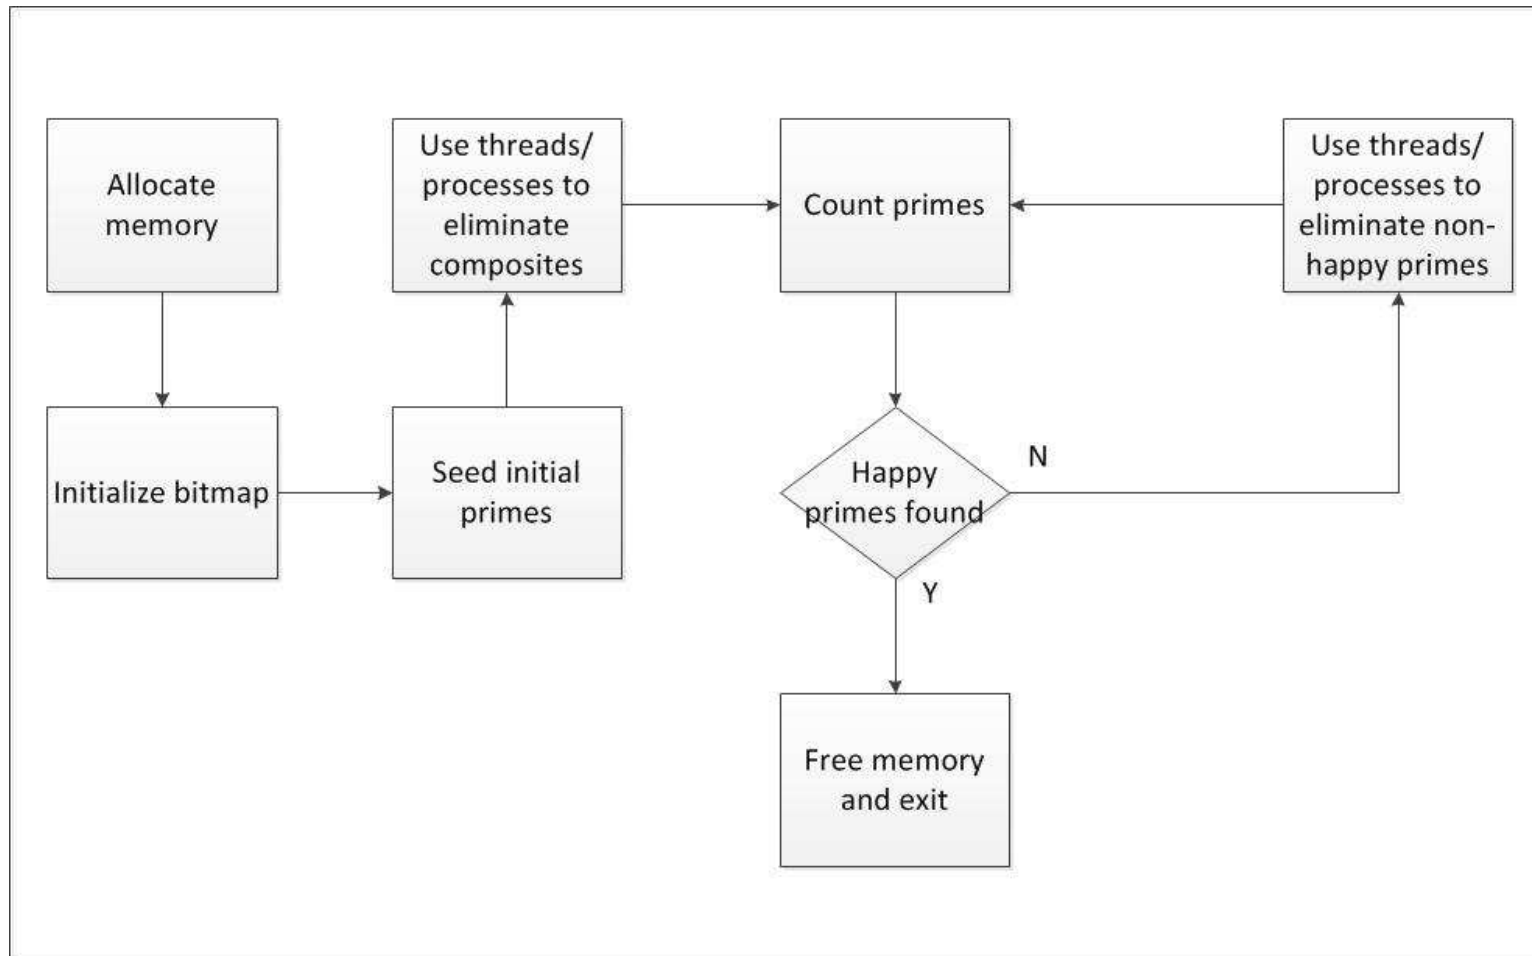 Allocate
memory
Use threads/
processes to
eliminate
composites
Count primes
Use threads/
processes to
eliminate non-
happy primes
Initialize bitmap
Seed initial
primes
Happy
primes found
N
Y
Free memory
and exit